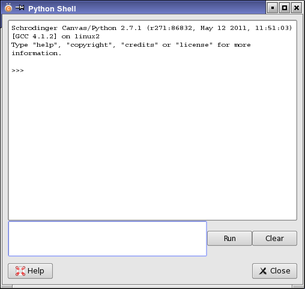 Python Shell
Schrodinger Canvas/Python 2.7.1 (r271:86832, May 12 2011, 11:51:03)
[GCC 4.1.2] on linux2
Type "help", "copyright", "credits" or "license" for more
information.
>>>
Run
Clear
Help
Close